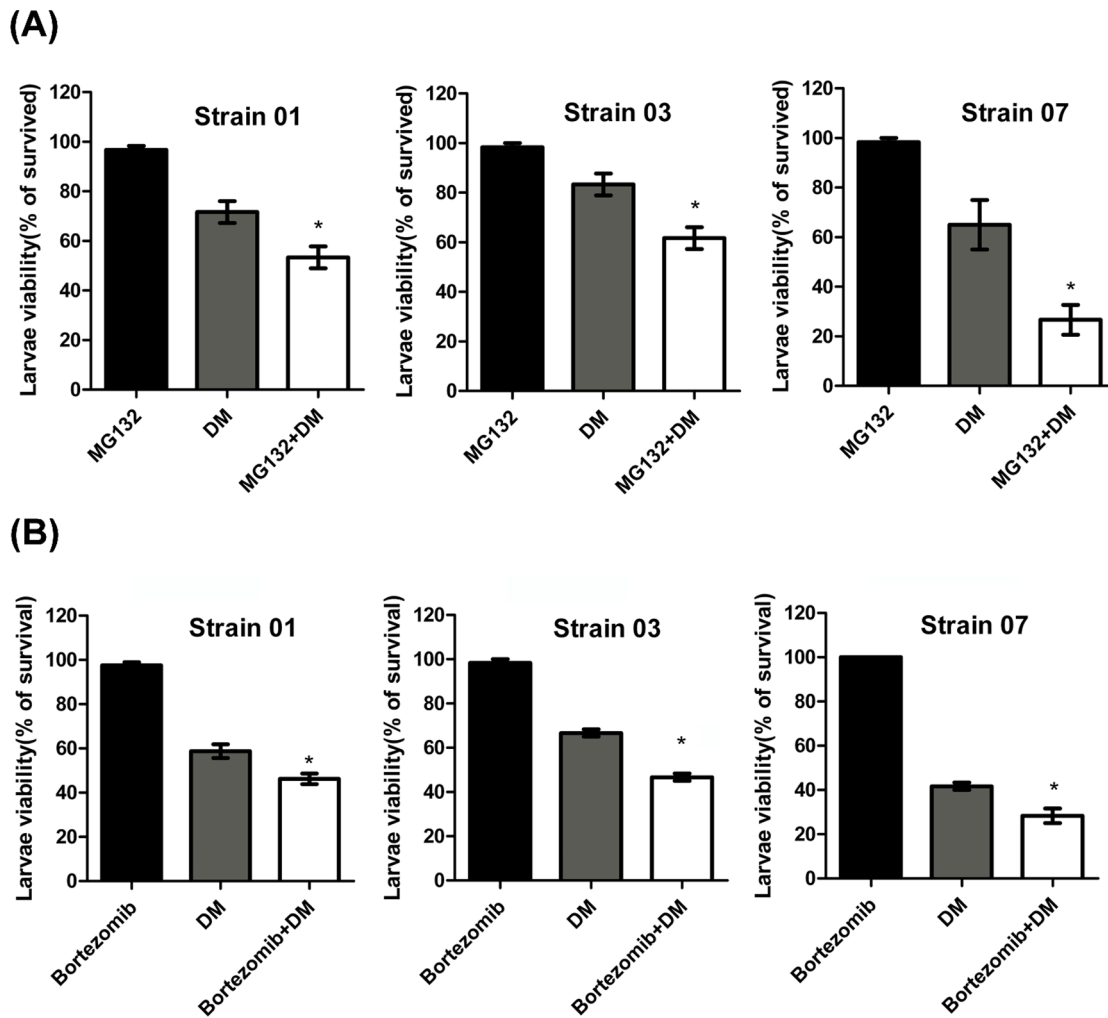 (A)
Larvae viability(% of survived)
120
100
80
60
40
20
0
Strain 01
*
MG132
DM
MG132+DM
Larvae viability(% of survived)
120
100
80
60
40
20
0
Strain 03
*
MG132
DM
MG132+DM
Larvae viability(% of survived)
120
100
80
60
40
20
0
Strain 07
*
MG132
DM
MG132+DM
(B)
Larvae viability(% of survival)
120
100
80
60
40
20
0
Strain 01
*
Bortezomib
DM
Bortezomib+DM
Larvae viability(% of survival)
120
100
80
60
40
20
0
Strain 03
*
Bortezomib
DM
Bortezomib+DM
Larvae viability(% of survival)
120
100
80
60
40
20
0
Strain 07
*
Bortezomib
DM
Bortezomib+DM